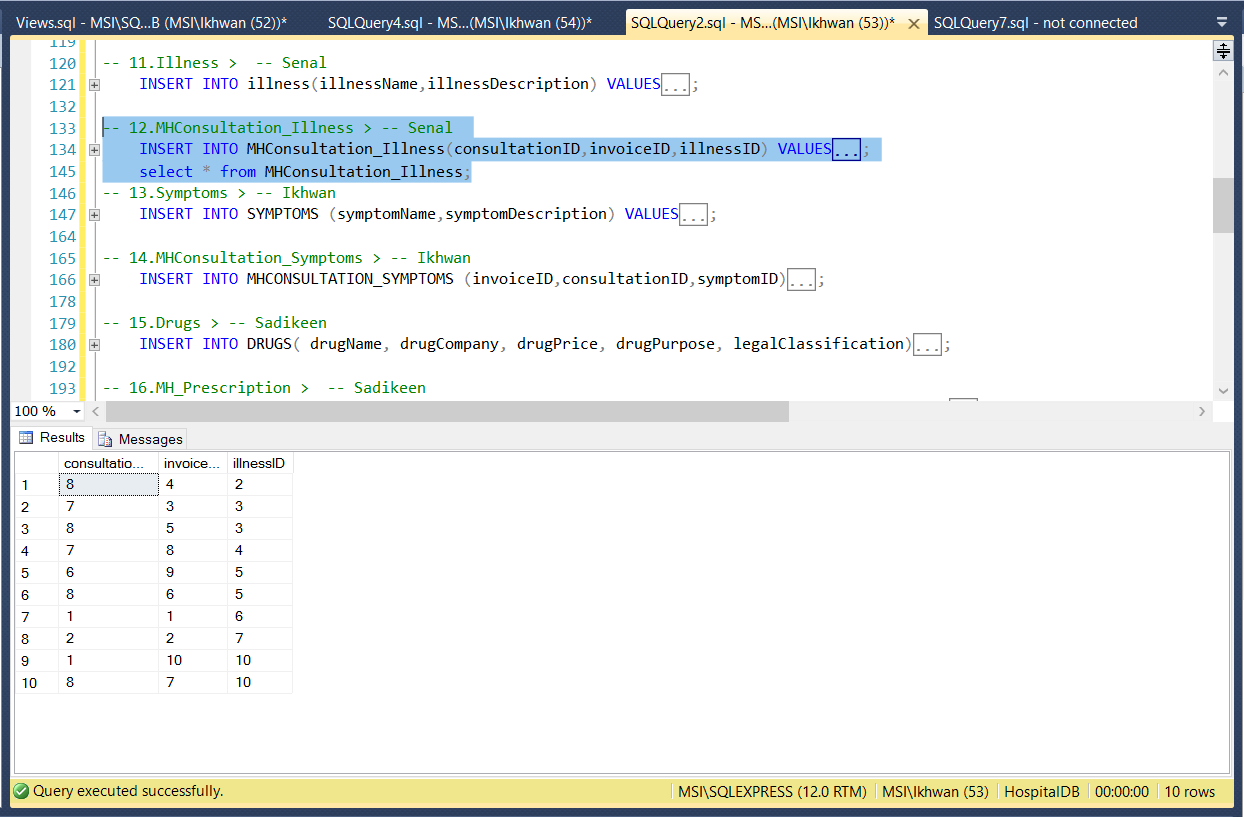 Views.sql - MSI\SQ...B (MSI\Ikhwan (52))* SQLQuery4.sql - MS...(MSI\Ikhwan (54))* SQLQuery2.sql - MS...(MSI\Ikhwan (53))* SQLQuery7.sql - not connected
119
120 -- 11.Illness > -- Senal
121 INSERT INTO illness(illnessName,illnessDescription) VALUES...;
132
133 -- 12.MHConsultation_Illness > -- Senal
134 INSERT INTO MHConsultation_Illness(consultationID,invoiceID,illnessID) VALUES...;
145 select * from MHConsultation_Illness;
146 -- 13.Symptoms > -- Ikhwan
147 INSERT INTO SYMPTOMS (symptomName,symptomDescription) VALUES...;
164
165 -- 14.MHConsultation_Symptoms > -- Ikhwan
166 INSERT INTO MHCONSULTATION_SYMPTOMS (invoiceID,consultationID,symptomID)...;
178
179 -- 15.Drugs > -- Sadikeen
180 INSERT INTO DRUGS( drugName, drugCompany, drugPrice, drugPurpose, legalClassification)...;
192
193 -- 16.MH_Prescription > -- Sadikeen
100 %
Results Messages
consultatio... invoice... illnessID
1 8 4 2
2 7 3 3
3 8 5 3
4 7 8 4
5 6 9 5
6 8 6 5
7 1 1 6
8 2 2 7
9 1 10 10
10 8 7 10
Query executed successfully. MSI\SQLEXPRESS (12.0 RTM) MSI\Ikhwan (53) HospitalDB 00:00:00 10 rows